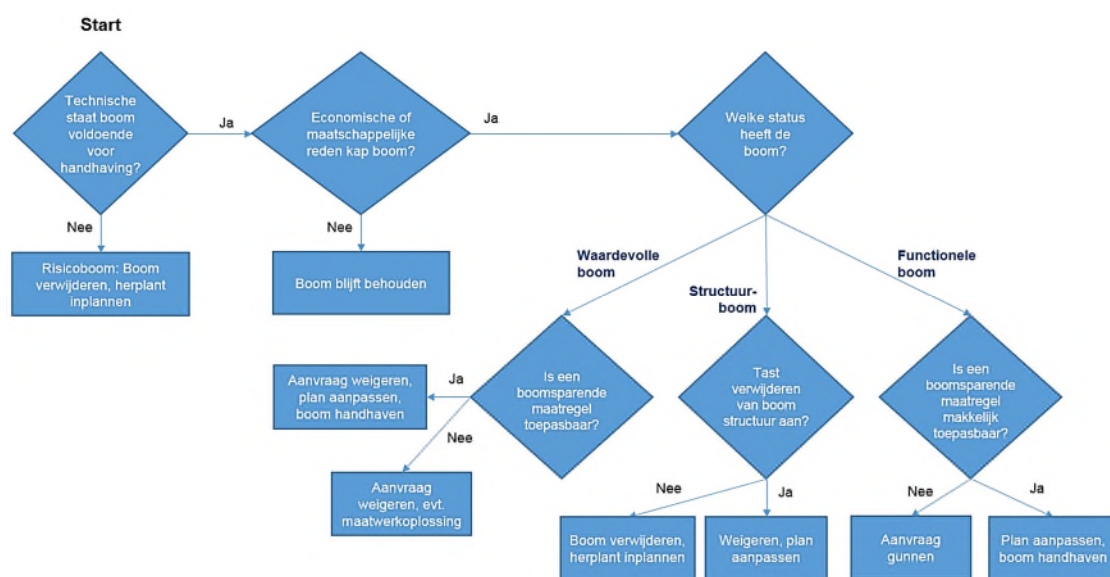 Start
Technische
staat boom
voldoende
voor
handhaving?
Ja
Economische of
maatschappelijke
reden kap boom?
Ja
Welke status
heeft de
boom?
Nee
Nee
Risicoboom: Boom
verwijderen, herplant
inplannen
Boom blijft behouden
Waardevolle
boom
Structuur-
boom
Functionele
boom
Aanvraag weigeren,
plan aanpassen,
boom handhaven
Ja
Is een
boomsparende
maatregel
toepasbaar?
Nee
Aanvraag
weigeren, evt.
maatwerkoplossing
Tast
verwijderen
van boom
structuur aan?
Nee
Ja
Boom verwijderen,
herplant inplannen
Weigeren, plan
aanpassen
Is een
boomsparende
maatregel
makkelijk
toepasbaar?
Nee
Ja
Aanvraag
gunnen
Plan aanpassen,
boom handhaven